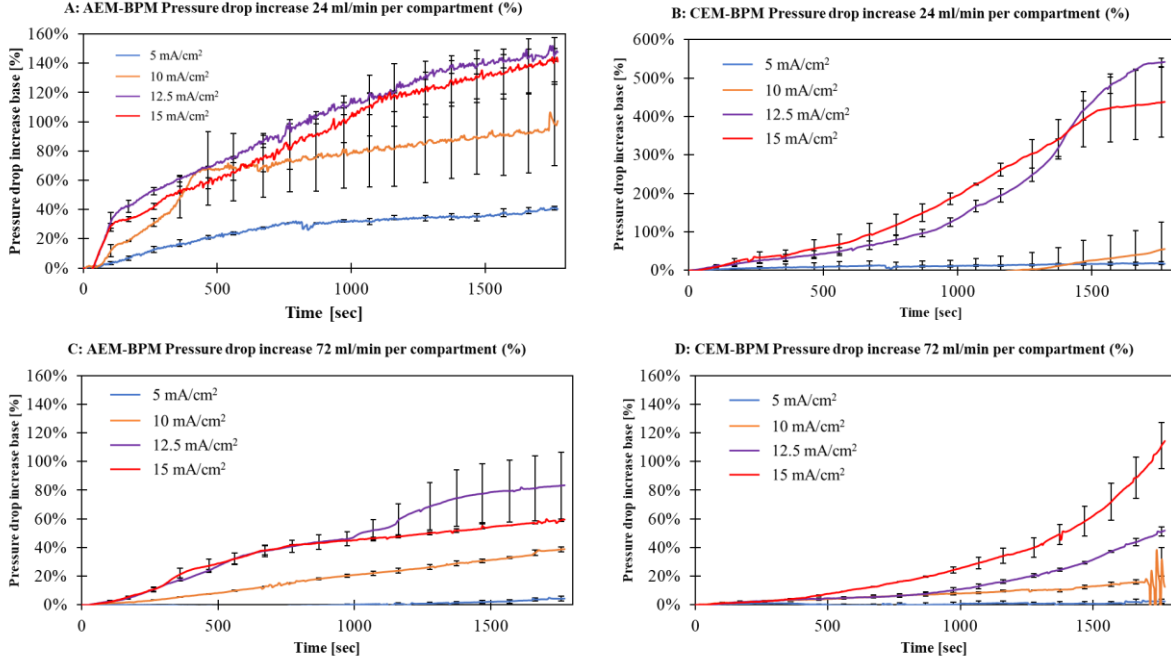 A: AEM-BPM Pressure drop increase 24 ml/min per compartment (%)
Pressure drop increase base [%]
160%
140%
120%
100%
80%
60%
40%
20%
0%
5 mA/cm²
10 mA/cm²
12.5 mA/cm²
15 mA/cm²
0
500
1000
1500
Time [sec]
B: CEM-BPM Pressure drop increase 24 ml/min per compartment (%)
Pressure drop increase base [%]
600%
500%
400%
300%
200%
100%
0%
5 mA/cm²
10 mA/cm²
12.5 mA/cm²
15 mA/cm²
0
500
1000
1500
Time [sec]
C: AEM-BPM Pressure drop increase 72 ml/min per compartment (%)
Pressure drop increase base [%]
160%
140%
120%
100%
80%
60%
40%
20%
0%
5 mA/cm²
10 mA/cm²
12.5 mA/cm²
15 mA/cm²
0
500
1000
1500
Time [sec]
D: CEM-BPM Pressure drop increase 72 ml/min per compartment (%)
Pressure drop increase base [%]
160%
140%
120%
100%
80%
60%
40%
20%
0%
5 mA/cm²
10 mA/cm²
12.5 mA/cm²
15 mA/cm²
0
500
1000
1500
Time [sec]